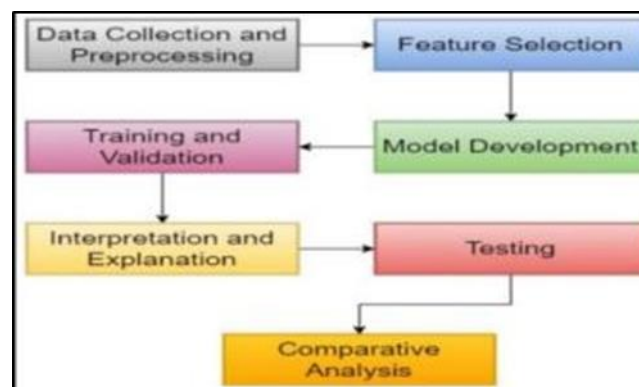 Data Collection and
Preprocessing
Feature Selection
Model Development
Training and
Validation
Interpretation and
Explanation
Testing
Comparative
Analysis